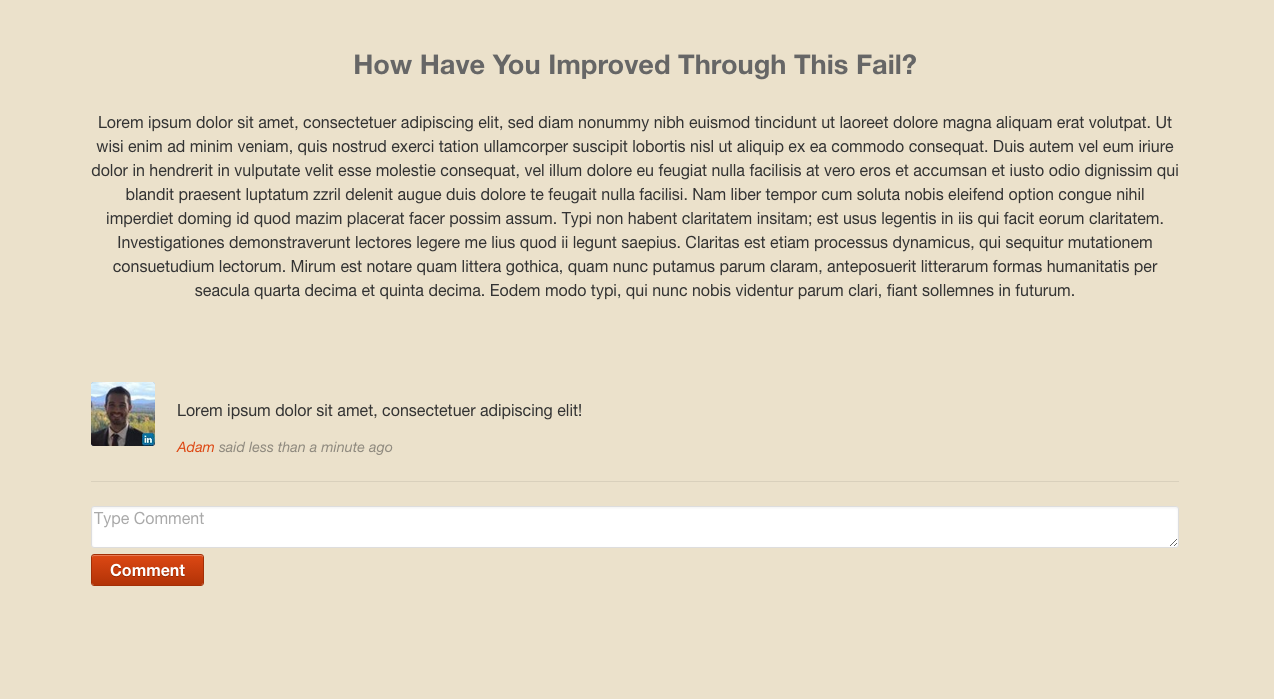 How Have You Improved Through This Fail?
Lorem ipsum dolor sit amet, consectetuer adipiscing elit, sed diam nonummy nibh euismod tincidunt ut laoreet dolore magna aliquam erat volutpat. Ut
wisi enim ad minim veniam, quis nostrud exerci tation ullamcorper suscipit lobortis nisl ut aliquip ex ea commodo consequat. Duis autem vel eum iriure
dolor in hendrerit in vulputate velit esse molestie consequat, vel illum dolore eu feugiat nulla facilisis at vero eros et accumsan et iusto odio dignissim qui
blandit praesent luptatum zzril delenit augue duis dolore te feugait nulla facilisi. Nam liber tempor cum soluta nobis eleifend option congue nihil
imperdiet doming id quod mazim placerat facer possim assum. Typi non habent claritatem insitam; est usus legentis in iis qui facit eorum claritatem.
Investigationes demonstraverunt lectores legere me lius quod ii legunt saepius. Claritas est etiam processus dynamicus, qui sequitur mutationem
consuetudium lectorum. Mirum est notare quam littera gothica, quam nunc putamus parum claram, anteposuerit litterarum formas humanitatis per
seacula quarta decima et quinta decima. Eodem modo typi, qui nunc nobis videntur parum clari, fiant sollemnes in futurum.
in
Lorem ipsum dolor sit amet, consectetuer adipiscing elit!
Adam said less than a minute ago
Type Comment
Comment